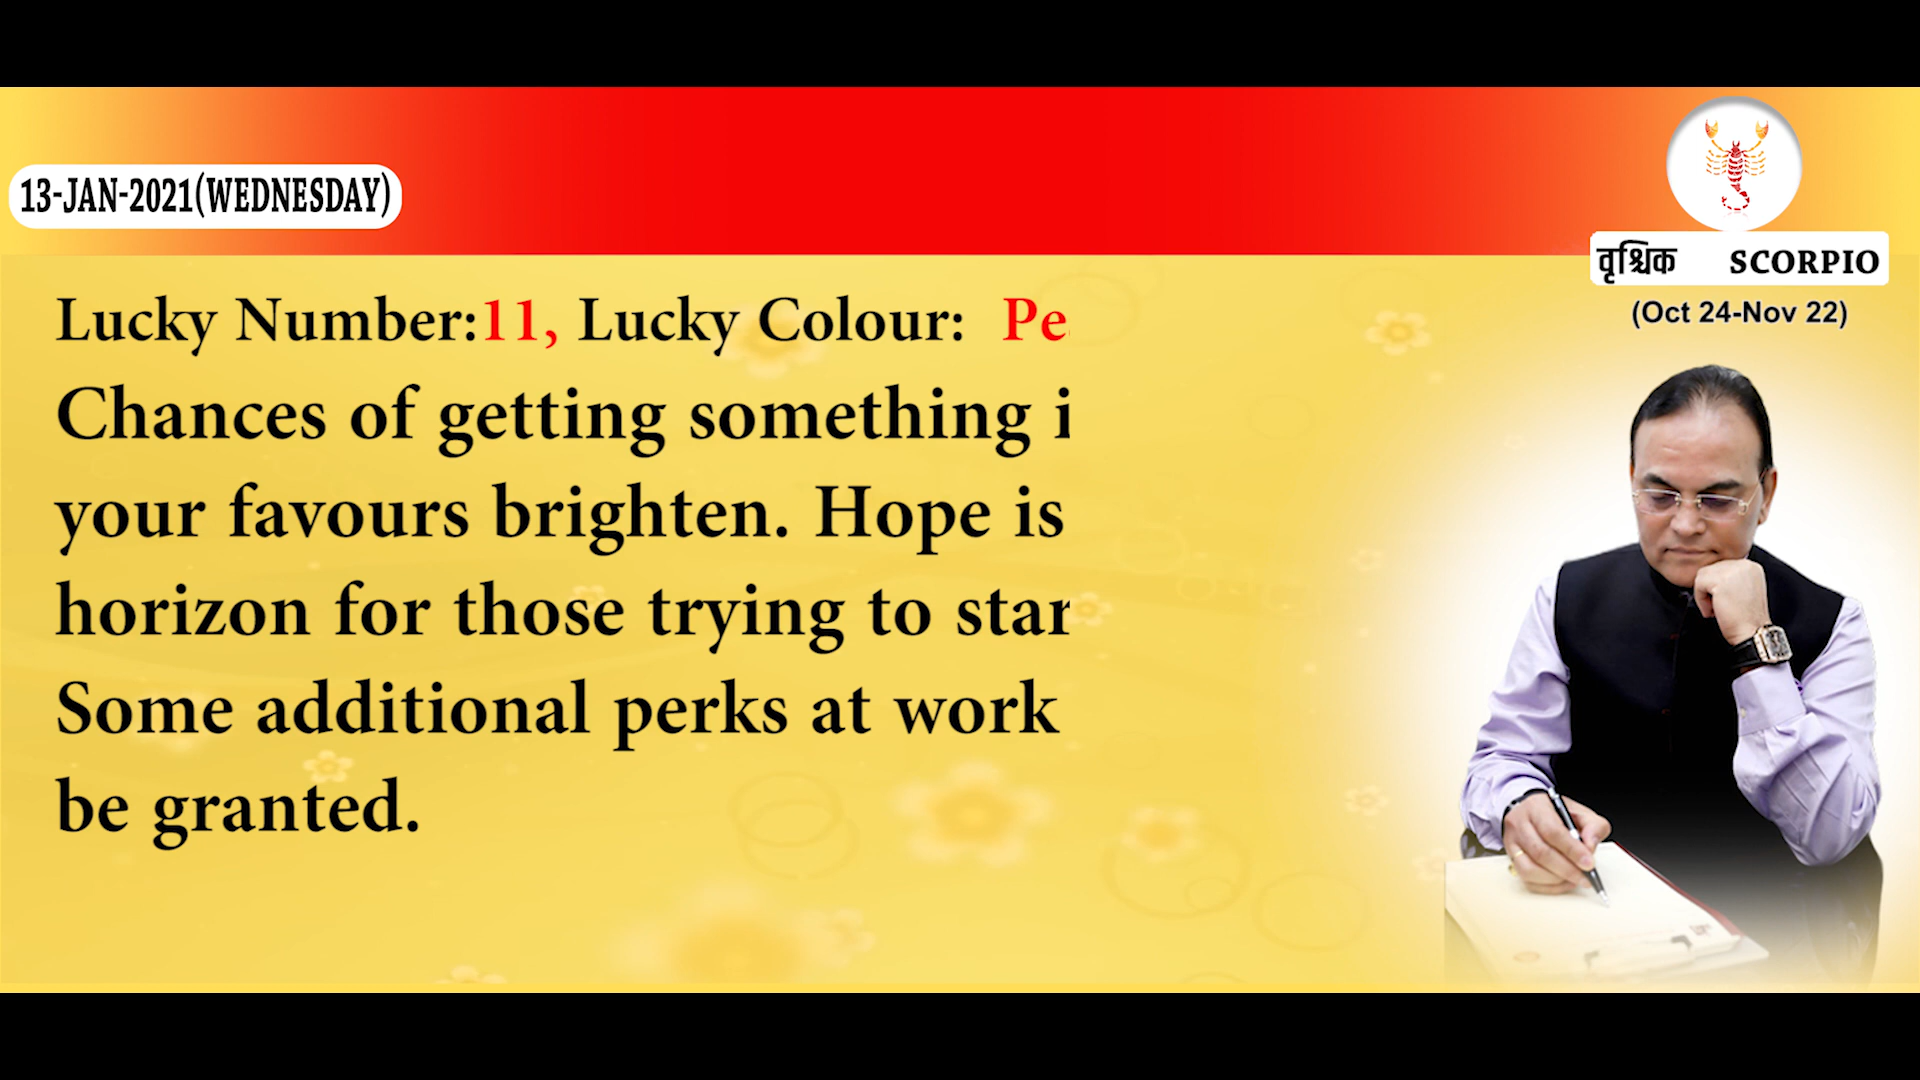 13-JAN-2021(WEDNESDAY)
वृश्चिक SCORPIO
(Oct 24-Nov 22)
Lucky Number:11, Lucky Colour:
Chances of getting something
your favours brighten. Hope is
horizon for those trying to
Some additional perks at work
be granted.